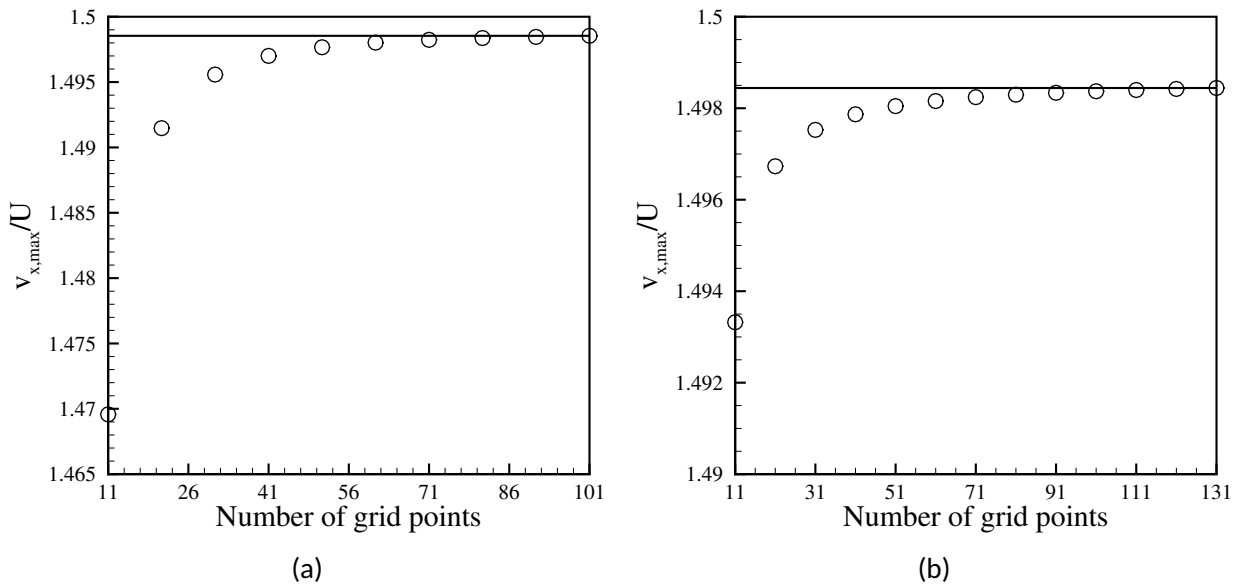 1.5
1.495
1.49
1.485
1.48
1.475
1.47
1.465
v_x,max/U
11 26 41 56 71 86 101
Number of grid points
(a)
1.5
1.498
1.496
1.494
1.492
1.49
v_x,max/U
11 31 51 71 91 111 131
Number of grid points
(b)